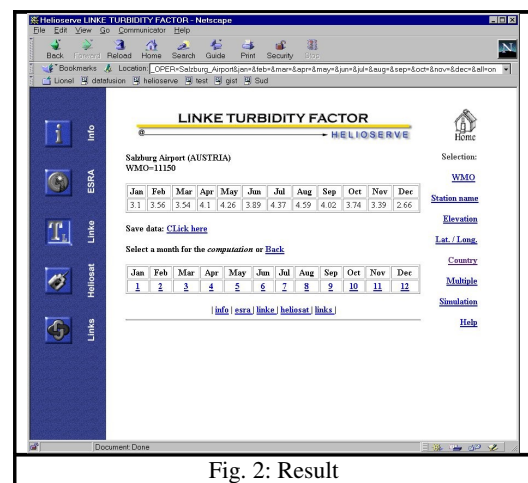 Helioserve LINKE TURBIDITY FACTOR - Netscape
File Edit View Go Communicator Help
Back Forward Reload Home Search Guide Print Security Stop
Bookmarks Location: _OPER=Salzburg_Airport&jan=&feb=&mar=&apr=&may=&jun=&jul=&aug=&sep=&oct=&nov=&dec=&all=on
Lionel datafusion helioserve test gist Sud
Info
ESRA
TL Linke
Heliosat
Links
LINKE TURBIDITY FACTOR
@ HELIOSERVE
Home
Salzburg Airport (AUSTRIA)
WMO=11150
Jan Feb Mar Apr May Jun Jul Aug Sep Oct Nov Dec
3.1 3.56 3.54 4.1 4.26 3.89 4.37 4.59 4.02 3.74 3.39 2.66
Save data: CLick here
Select a month for the computation or Back
Jan Feb Mar Apr May Jun Jul Aug Sep Oct Nov Dec
1 2 3 4 5 6 7 8 9 10 11 12
| info | esra | linke | heliosat | links |
Selection:
WMO
Station name
Elevation
Lat. / Long.
Country
Multiple
Simulation
Help
Document: Done
Fig. 2: Result